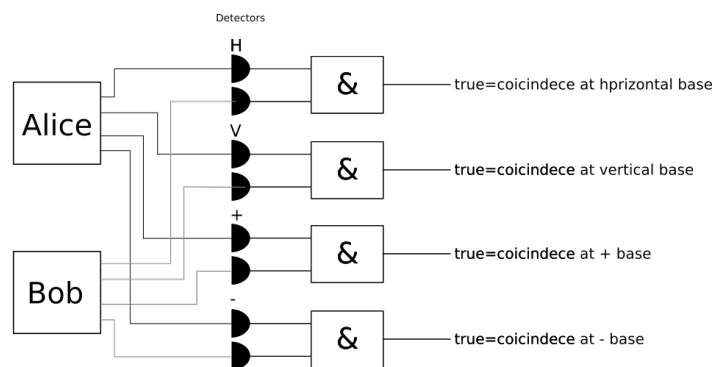 Detectors
H
& true=coicindece at hprizontal base
Alice
V
& true=coicindece at vertical base
+
& true=coicindece at + base
Bob
-
& true=coicindece at - base